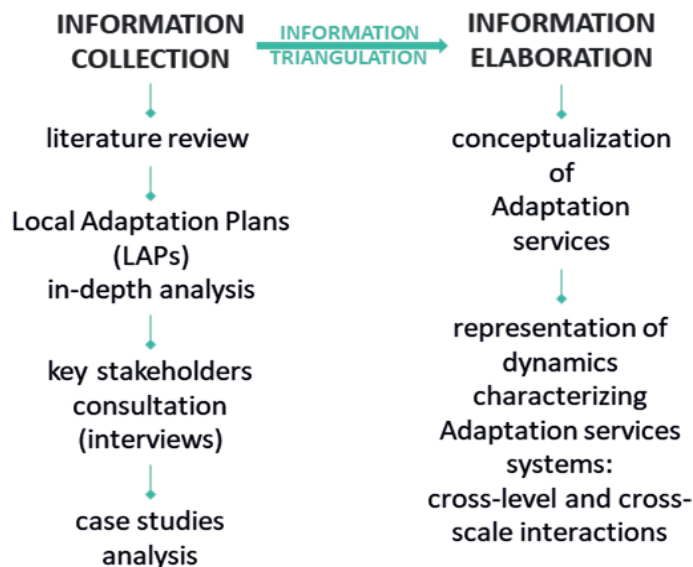 INFORMATION
COLLECTION
literature review
Local Adaptation Plans
(LAPs)
in-depth analysis
key stakeholders
consultation
(interviews)
case studies
analysis
INFORMATION
TRIANGULATION
INFORMATION
ELABORATION
conceptualization
of
Adaptation
services
representation of
dynamics
characterizing
Adaptation services
systems:
cross-level and cross-
scale interactions